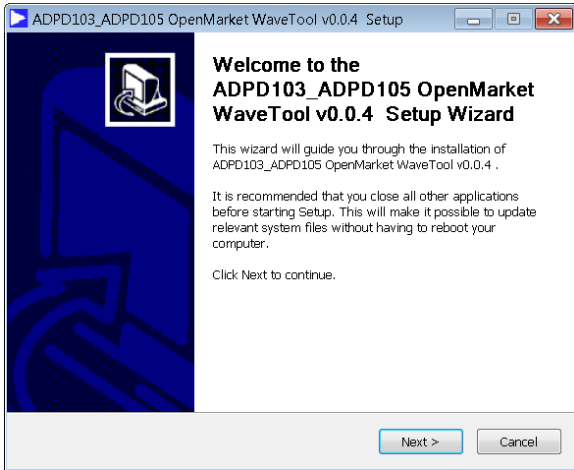 ADPD103_ADPD105 OpenMarket WaveTool v0.0.4 Setup
Welcome to the
ADPD103_ADPD105 OpenMarket
WaveTool v0.0.4 Setup Wizard
This wizard will guide you through the installation of
ADPD103_ADPD105 OpenMarket WaveTool v0.0.4 .
It is recommended that you close all other applications
before starting Setup. This will make it possible to update
relevant system files without having to reboot your
computer.
Click Next to continue.
Next >
Cancel